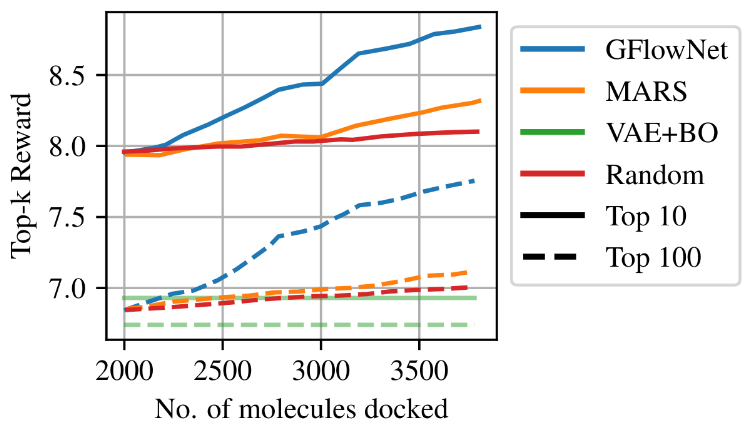 8.5
8.0
7.5
7.0
Top-k Reward
2000 2500 3000 3500
No. of molecules docked
GFlowNet
MARS
VAE+BO
Random
Top 10
Top 100